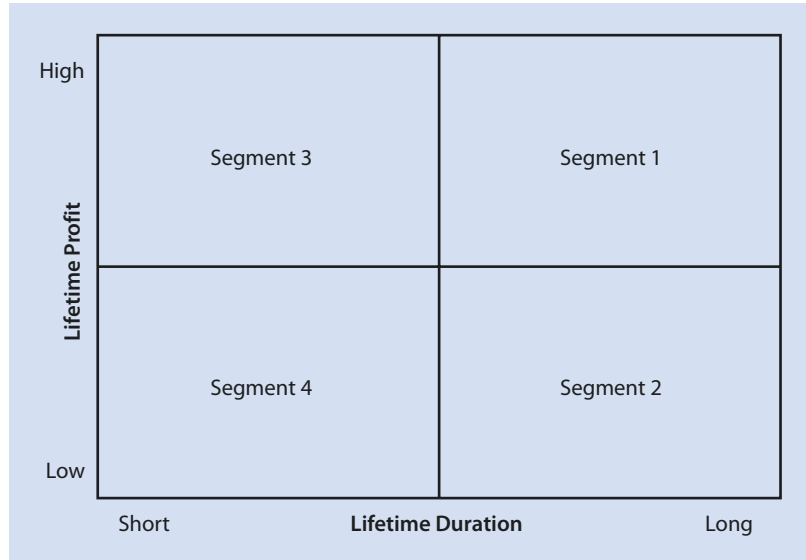 High
Segment 3
Segment 1
Lifetime Profit
Segment 4
Segment 2
Low
Short
Lifetime Duration
Long